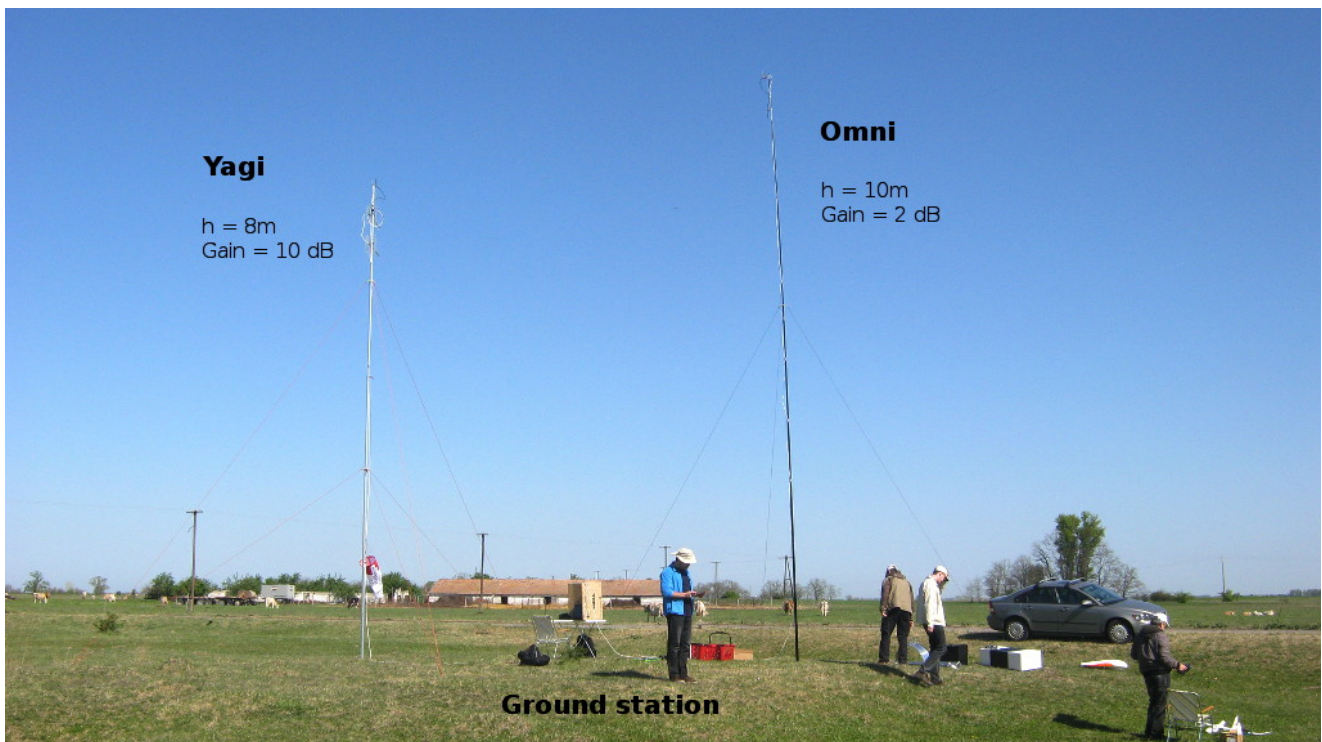 Yagi
h = 8m
Gain = 10 dB
Omni
h = 10m
Gain = 2 dB
Ground station